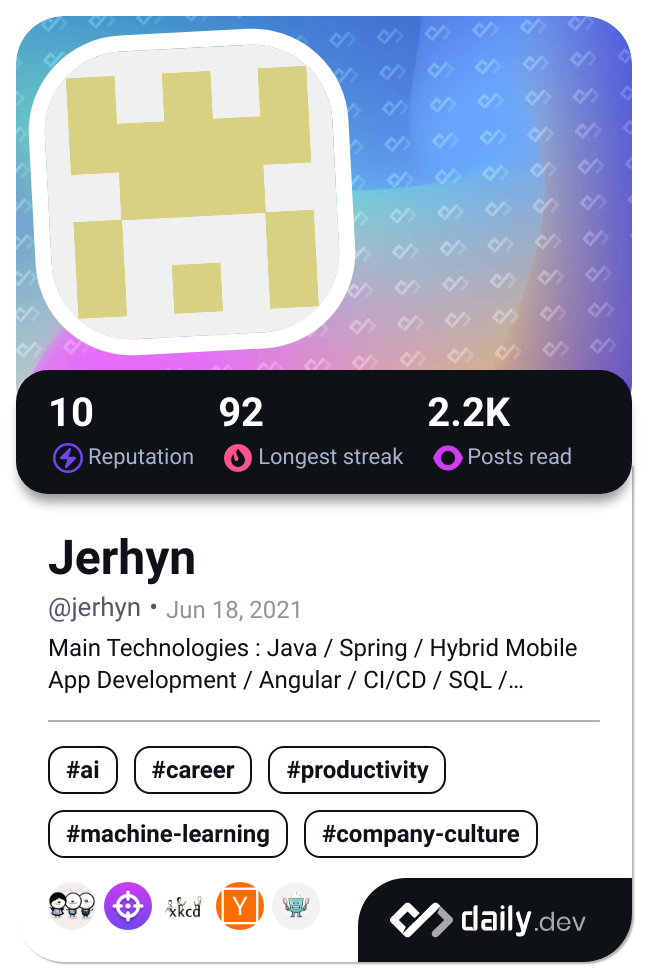 10 92 2.2K
Reputation Longest streak Posts read
Jerhyn
@jerhyn • Jun 18, 2021
Main Technologies : Java / Spring / Hybrid Mobile
App Development / Angular / CI/CD / SQL /...
#ai #career #productivity
#machine-learning #company-culture
xkcd Y
daily.dev